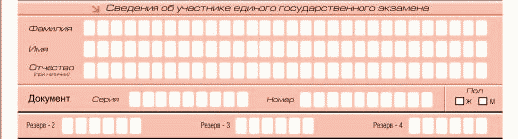 Сведения об участнике единого государственного экзамена
Фамилия
Имя
Отчество
(при наличии)
Документ Серия Номер Пол
Ж М
Резерв - 2 Резерв - 3 Резерв - 4